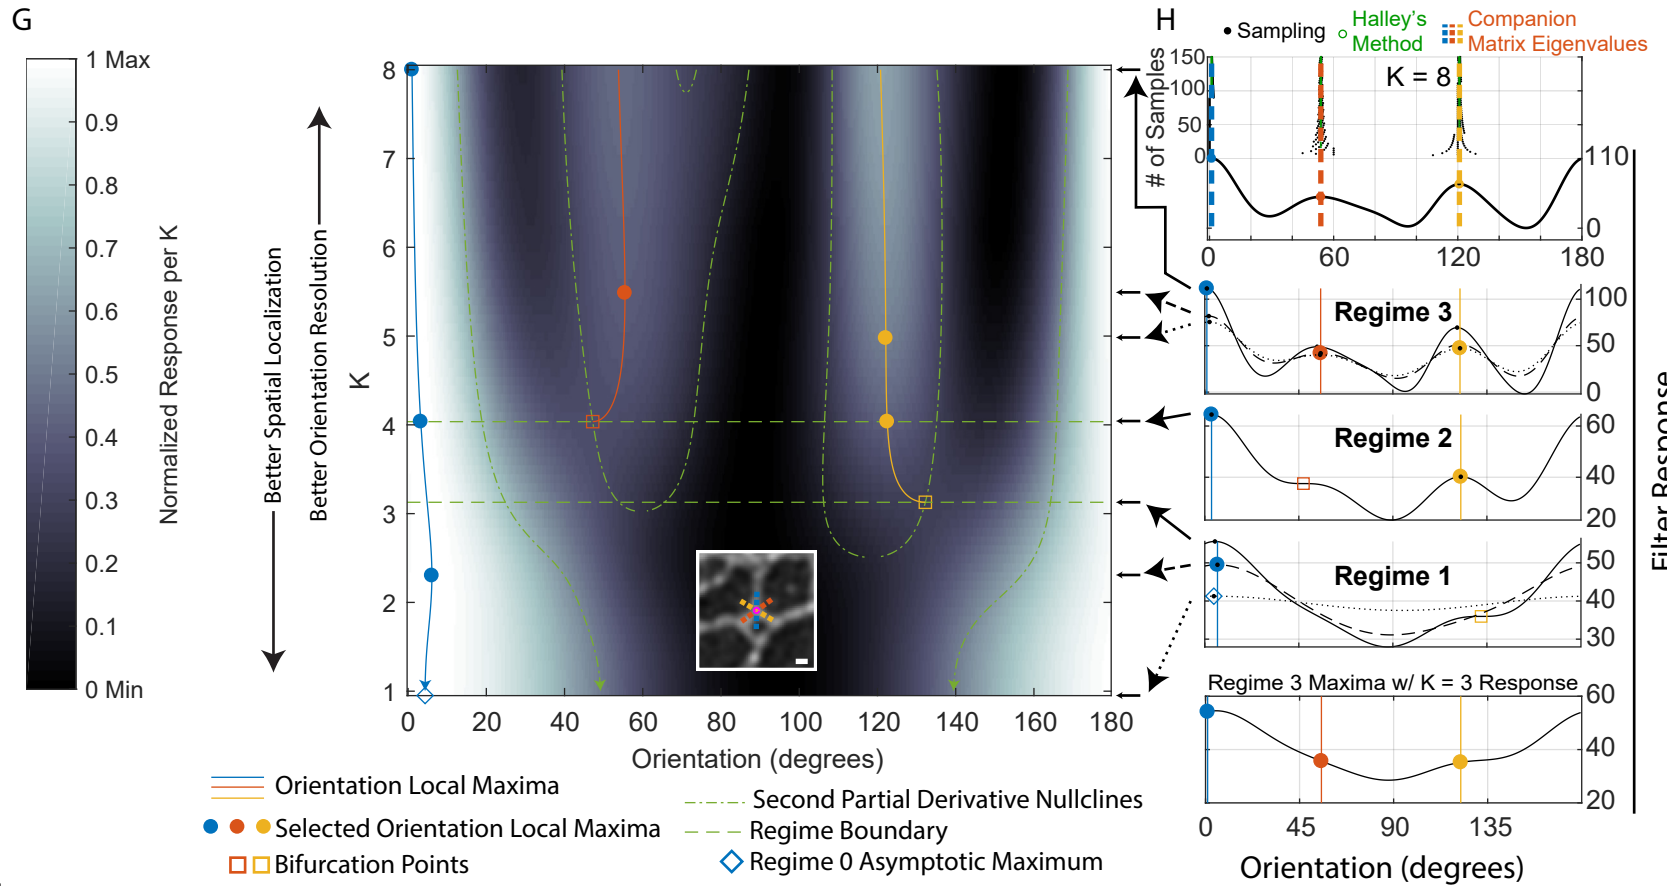 G
1 Max
0.9
0.8
0.7
0.6
0.5
0.4
0.3
0.2
0.1
0 Min
Normalized Response per K
Better Spatial Localization
Better Orientation Resolution
K
8
7
6
5
4
3
2
1
0 20 40 60 80 100 120 140 160 180
Orientation (degrees)
Orientation Local Maxima
Selected Orientation Local Maxima
Bifurcation Points
Second Partial Derivative Nullclines
Regime Boundary
Regime 0 Asymptotic Maximum
H
Sampling
Halley's
Method
Companion
Matrix Eigenvalues
# of Samples
150
100
50
0
K = 8
110
0
0 60 120 180
Regime 3
100
50
0
Regime 2
60
40
20
Regime 1
50
40
30
Regime 3 Maxima w/ K = 3 Response
60
40
20
0 45 90 135
Orientation (degrees)
Filter Response